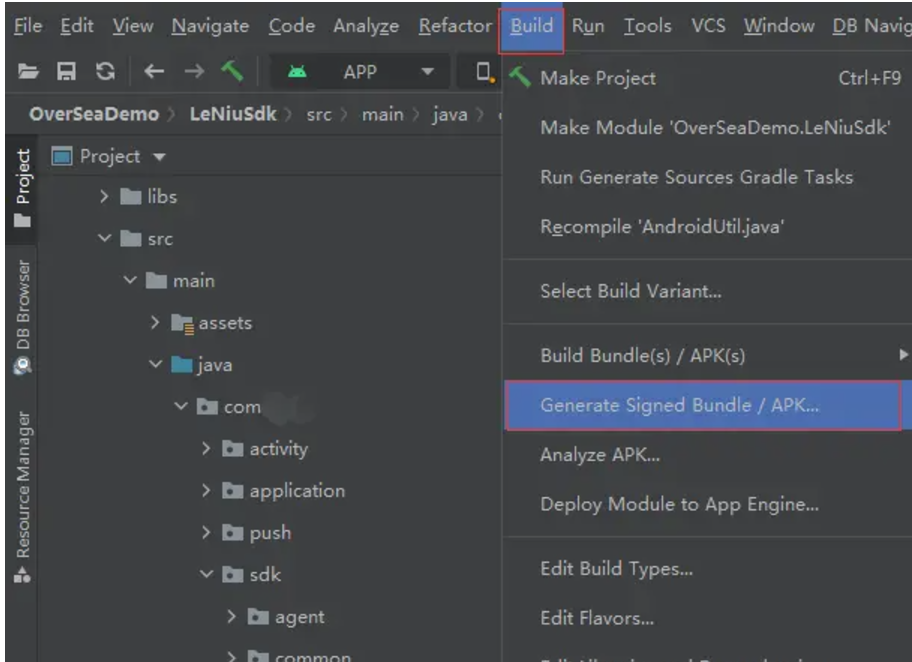 File Edit View Navigate Code Analyze Refactor Build Run Tools VCS Window DB Navig
APP
OverSeaDemo LeNiuSdk src main java
Project
Project
libs
src
main
assets
java
com
activity
application
push
sdk
agent
common
DB Browser
Resource Manager
Make Project Ctrl+F9
Make Module 'OverSeaDemo.LeNiuSdk'
Run Generate Sources Gradle Tasks
Recompile 'AndroidUtil.java'
Select Build Variant...
Build Bundle(s) / APK(s)
Generate Signed Bundle / APK...
Analyze APK...
Deploy Module to App Engine...
Edit Build Types...
Edit Flavors...